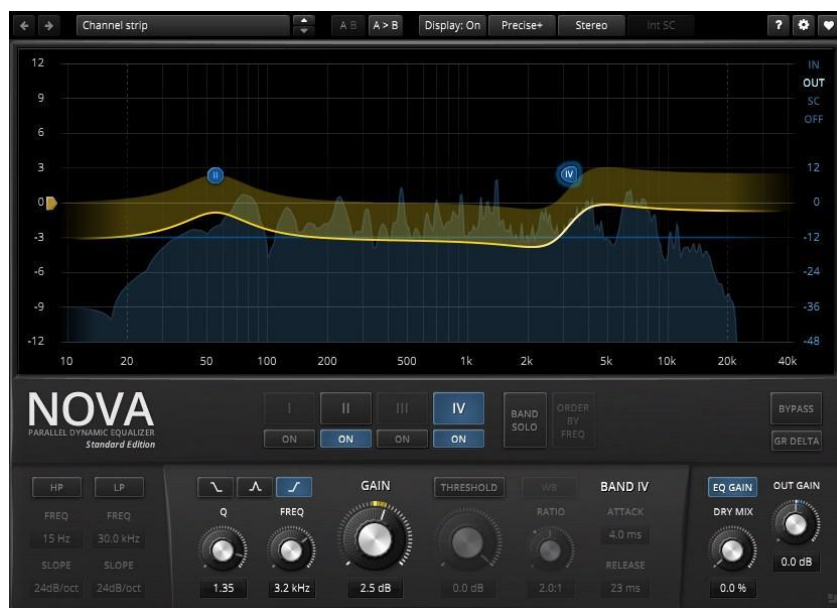 Channel strip
A B
A > B
Display: On
Precise+
Stereo
Int SC
?
12
9
6
3
0
-3
-6
-9
-12
II
IV
IN
OUT
SC
OFF
12
0
-12
-24
-36
-48
10 20 50 100 200 500 1k 2k 5k 10k 20k 40k
NOVA
PARALLEL DYNAMIC EQUALIZER
Standard Edition
I II III IV
ON ON ON ON
BAND
SOLO
ORDER
BY
FREQ
BYPASS
GR DELTA
HP LP
FREQ FREQ
15 Hz 30.0 kHz
SLOPE SLOPE
24dB/oct 24dB/oct
Q FREQ
1.35 3.2 kHz
GAIN
2.5 dB
THRESHOLD
0.0 dB
WB
RATIO
2.0:1
BAND IV
ATTACK
4.0 ms
RELEASE
23 ms
EQ GAIN
DRY MIX
0.0 %
OUT GAIN
0.0 dB